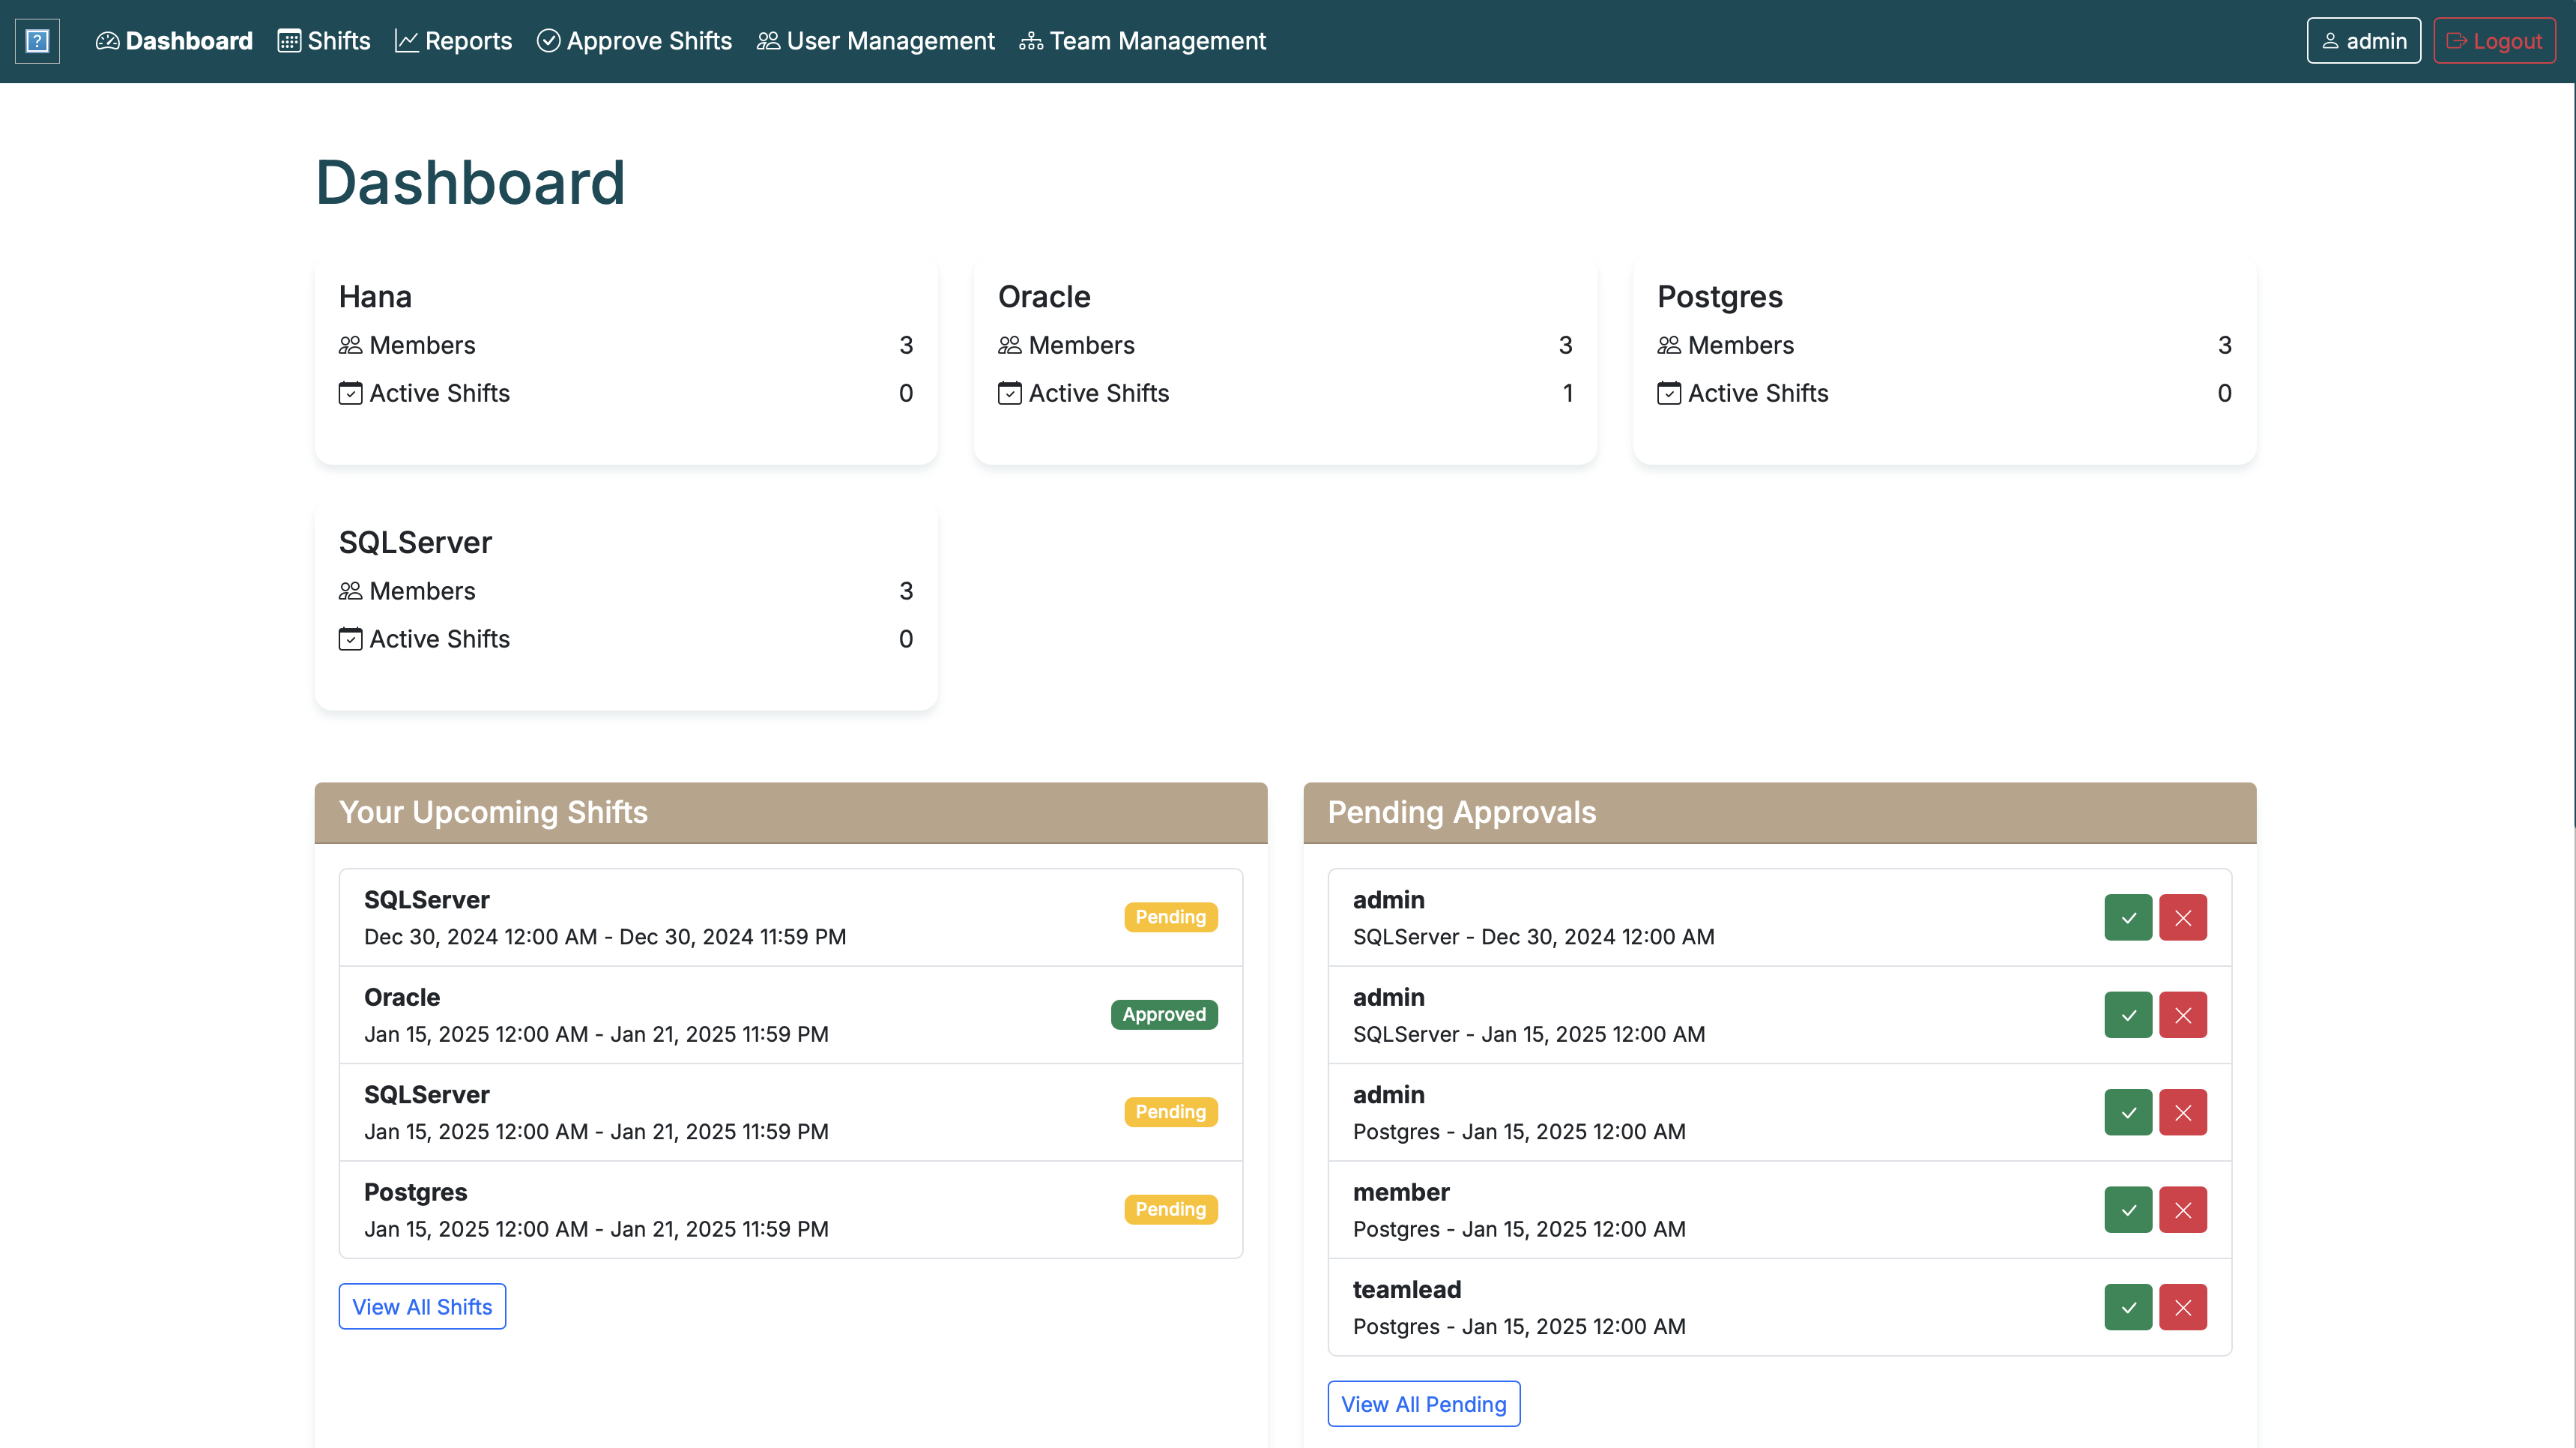 Dashboard Shifts Reports Approve Shifts User Management Team Management admin Logout
Dashboard
Hana
Members 3
Active Shifts 0
Oracle
Members 3
Active Shifts 1
Postgres
Members 3
Active Shifts 0
SQLServer
Members 3
Active Shifts 0
Your Upcoming Shifts
SQLServer
Dec 30, 2024 12:00 AM - Dec 30, 2024 11:59 PM
Pending
Oracle
Jan 15, 2025 12:00 AM - Jan 21, 2025 11:59 PM
Approved
SQLServer
Jan 15, 2025 12:00 AM - Jan 21, 2025 11:59 PM
Pending
Postgres
Jan 15, 2025 12:00 AM - Jan 21, 2025 11:59 PM
Pending
View All Shifts
Pending Approvals
admin
SQLServer - Dec 30, 2024 12:00 AM
admin
SQLServer - Jan 15, 2025 12:00 AM
admin
Postgres - Jan 15, 2025 12:00 AM
member
Postgres - Jan 15, 2025 12:00 AM
teamlead
Postgres - Jan 15, 2025 12:00 AM
View All Pending